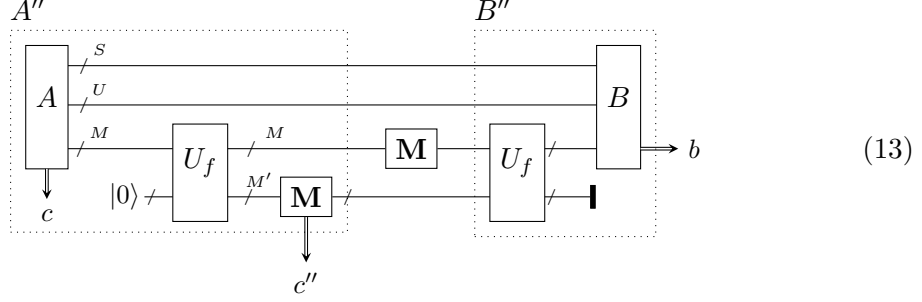 A″ B″
S
U
A B
M M M b (13)
U_f U_f
|0⟩ M′ M
c
c″